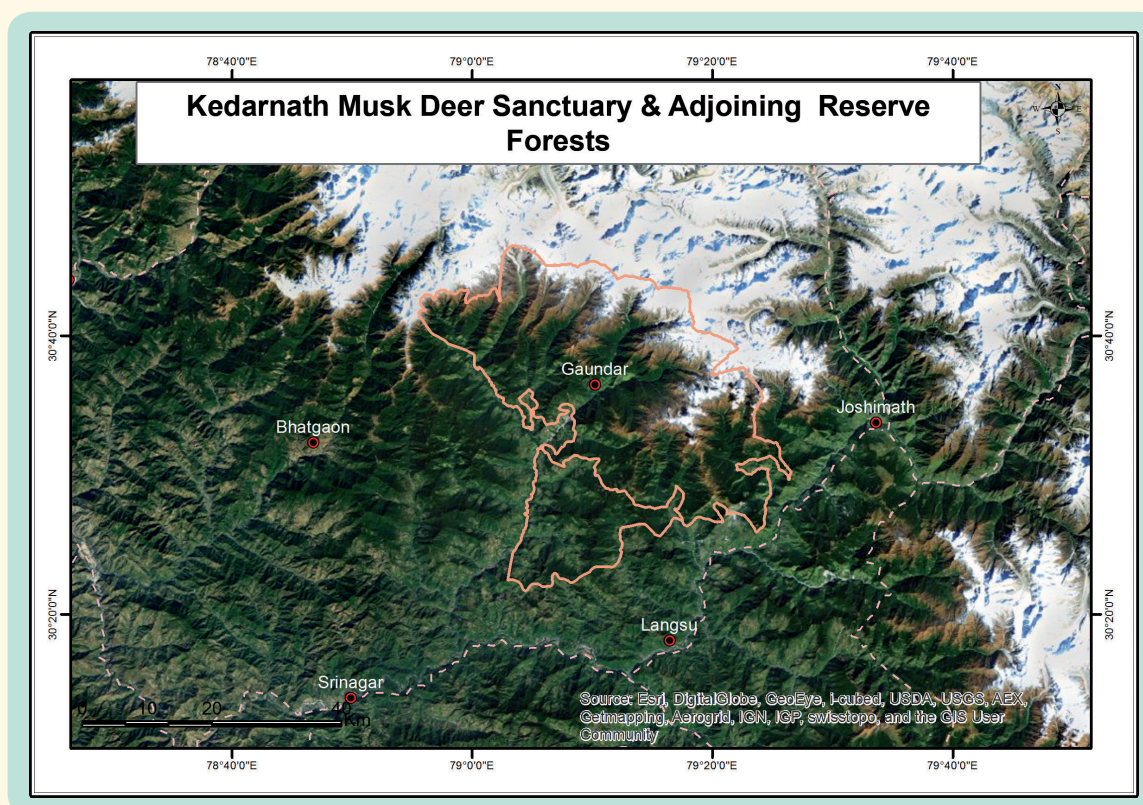 78°40'0"E 79°0'0"E 79°20'0"E 79°40'0"E
Kedarnath Musk Deer Sanctuary & Adjoining Reserve
Forests
N
W E
S
30°40'0"N 30°40'0"N
Gaundar
Joshimath
Bhatgaon
30°20'0"N 30°20'0"N
Langsu
Srinagar
0 10 20 40
Km
Source: Esri, DigitalGlobe, GeoEye, i-cubed, USDA, USGS, AEX,
Getmapping, Aerogrid, IGN, IGP, swisstopo, and the GIS User
Community
78°40'0"E 79°0'0"E 79°20'0"E 79°40'0"E